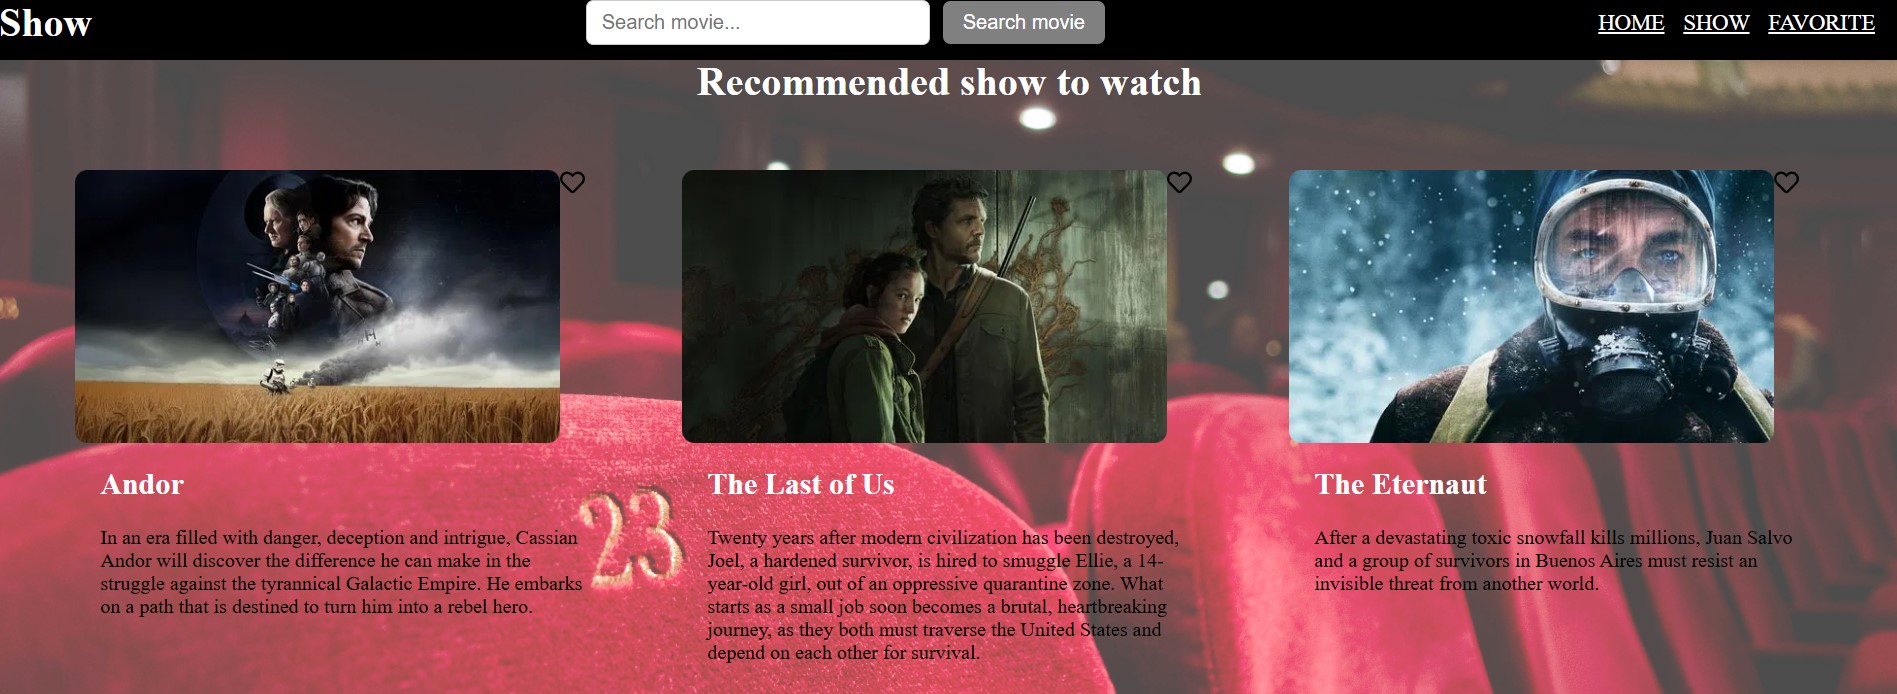 Show
Search movie...
Search movie
HOME SHOW FAVORITE
Recommended show to watch
Andor
In an era filled with danger, deception and intrigue, Cassian
Andor will discover the difference he can make in the
struggle against the tyrannical Galactic Empire. He embarks
on a path that is destined to turn him into a rebel hero.
23
The Last of Us
Twenty years after modern civilization has been destroyed,
Joel, a hardened survivor, is hired to smuggle Ellie, a 14-
year-old girl, out of an oppressive quarantine zone. What
starts as a small job soon becomes a brutal, heartbreaking
journey, as they both must traverse the United States and
depend on each other for survival.
The Eternaut
After a devastating toxic snowfall kills millions, Juan Salvo
and a group of survivors in Buenos Aires must resist an
invisible threat from another world.